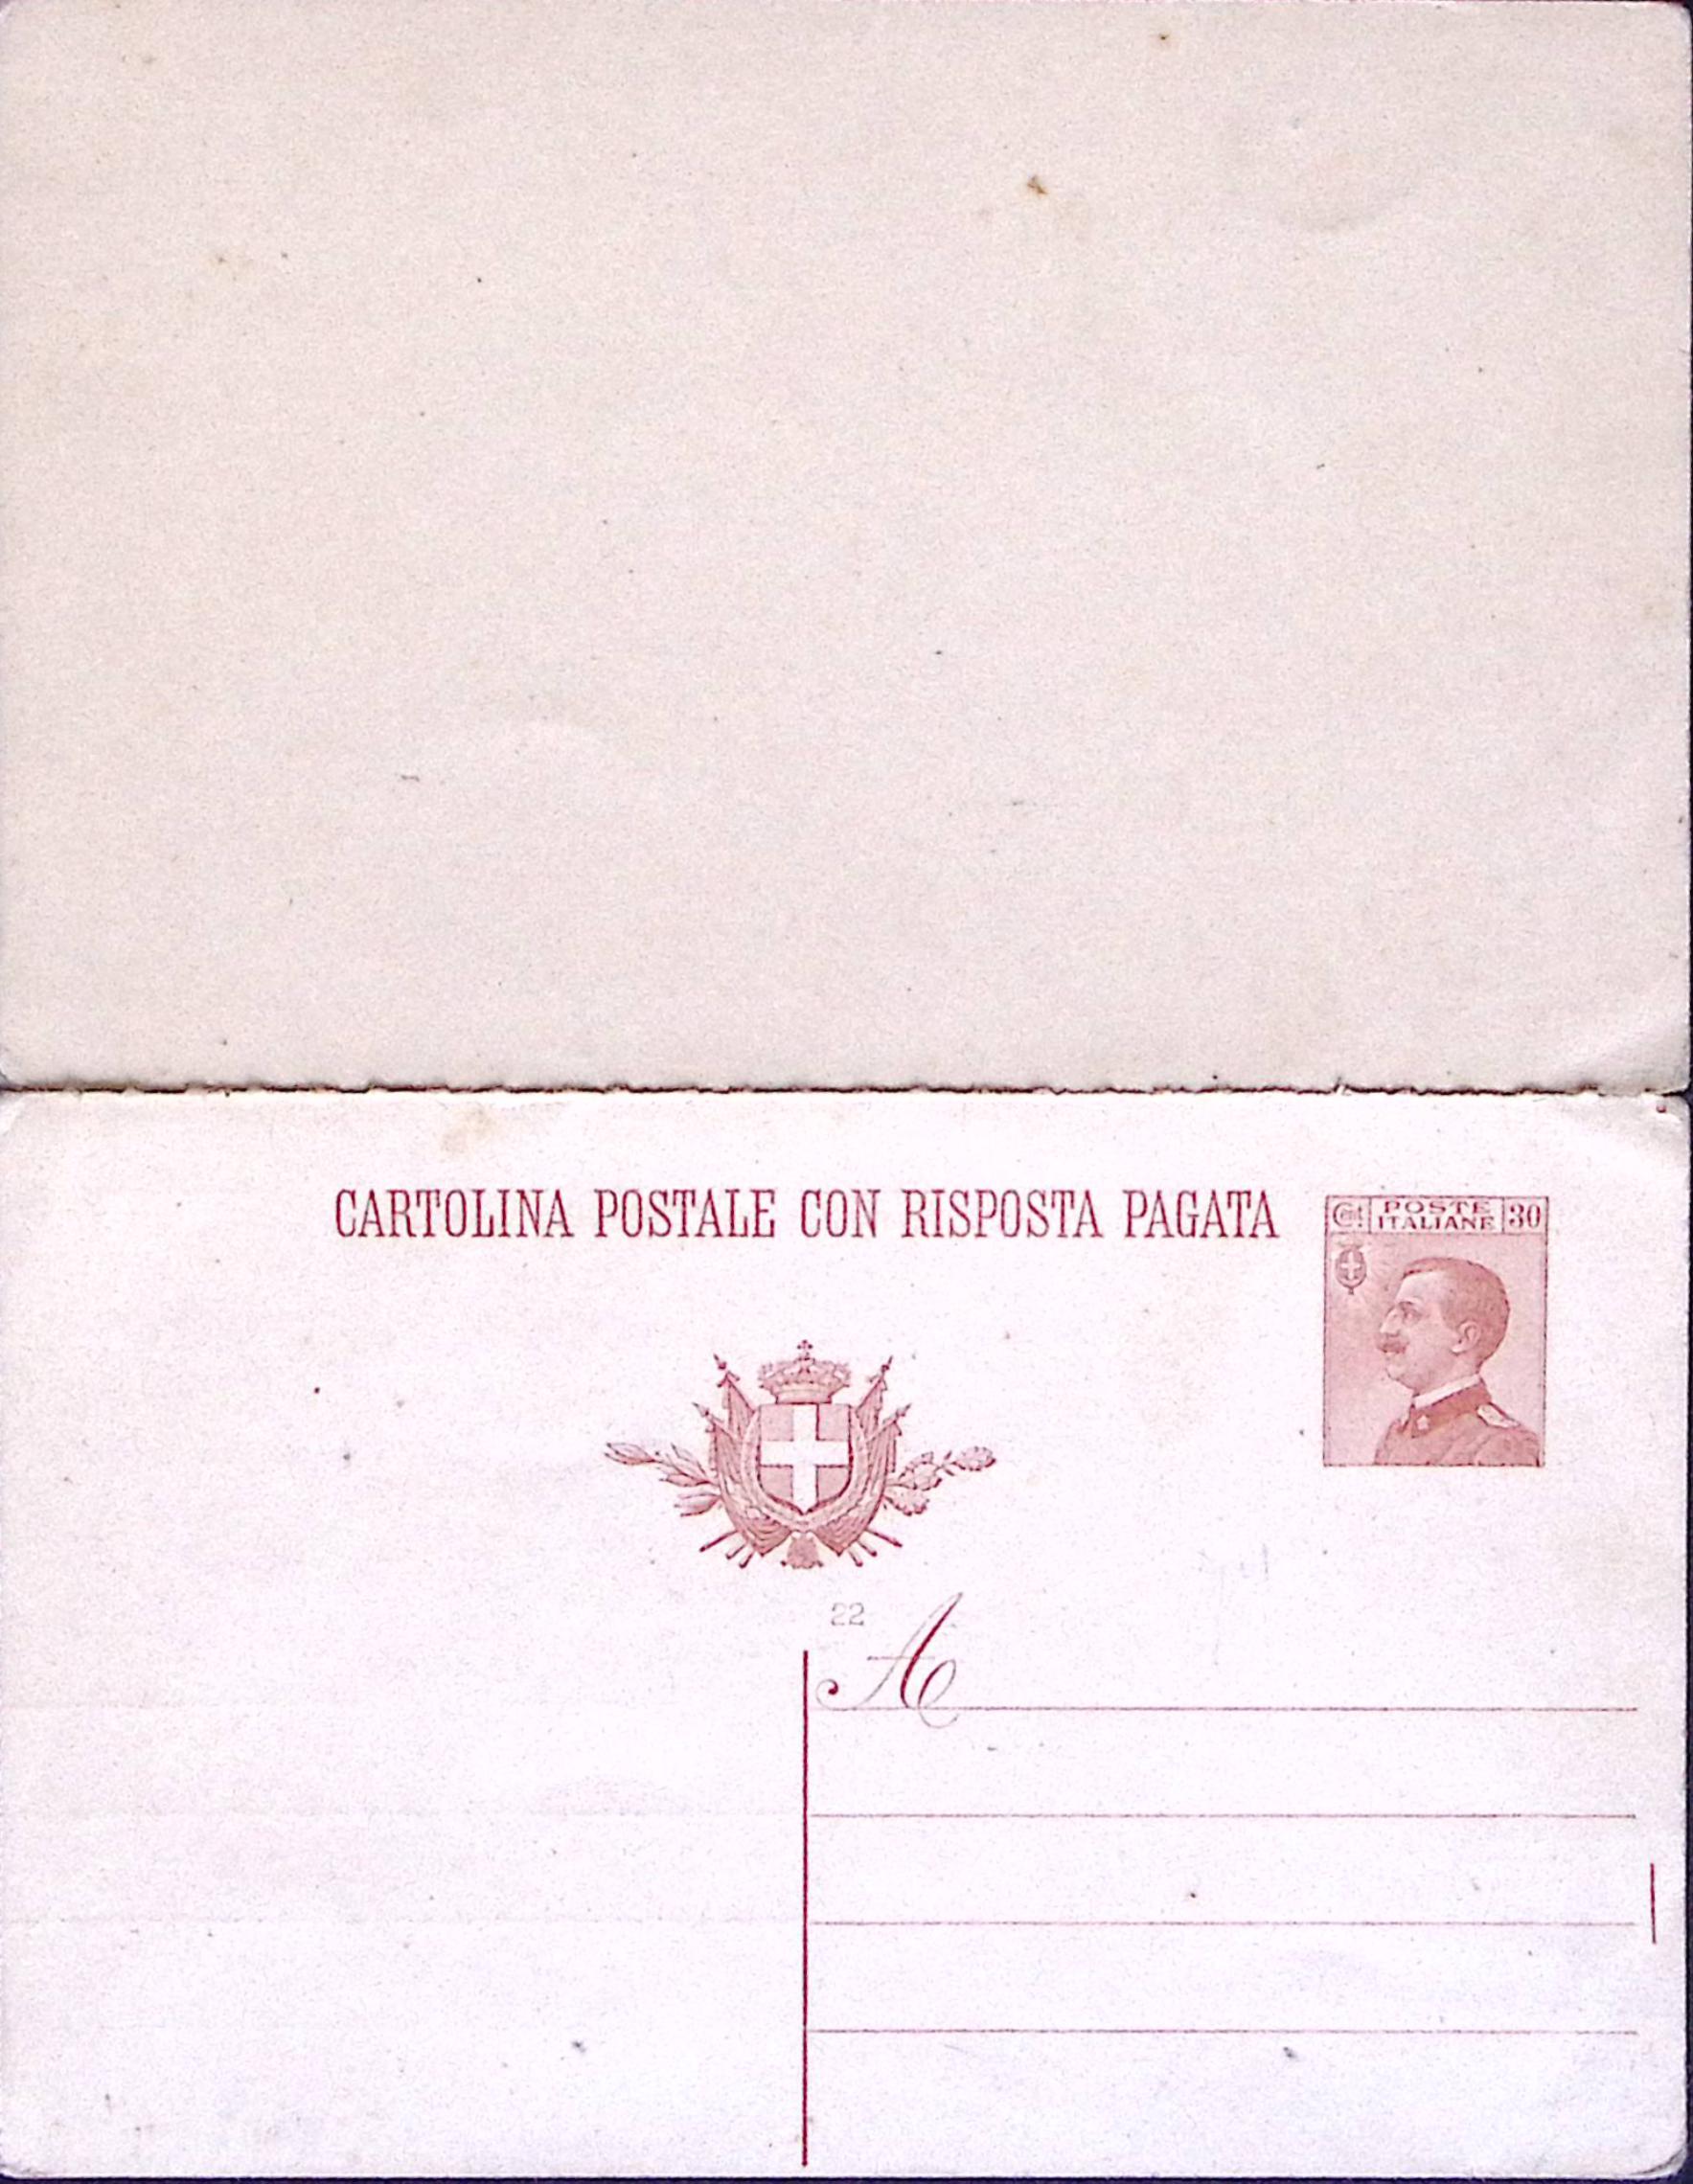 CARTOLINA POSTALE CON RISPOSTA PAGATA
Cent. POSTE ITALIANE 30
22
A